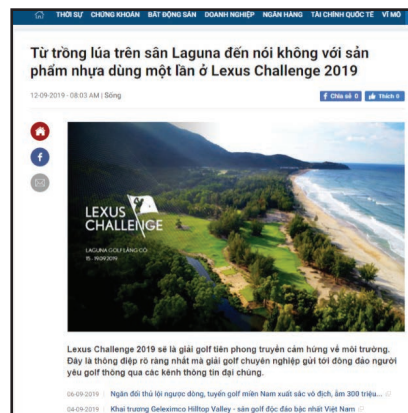 THỜI SỰ CHỨNG KHOÁN BẤT ĐỘNG SẢN DOANH NGHIỆP NGÂN HÀNG TÀI CHÍNH QUỐC TẾ VĨ MÔ
Từ trồng lúa trên sân Laguna đến nói không với sản
phẩm nhựa dùng một lần ở Lexus Challenge 2019
12-09-2019 - 08:03 AM | Sống
Chia sẻ 0 Thích 0
LEXUS
CHALLENGE
LAGUNA GOLF LĂNG CÔ
15 - 19.09.2019
Lexus Challenge 2019 sẽ là giải golf tiên phong truyền cảm hứng về môi trường.
Đây là thông điệp rõ ràng nhất mà giải golf chuyên nghiệp gửi tới đông đảo người
yêu golf thông qua các kênh thông tin đại chúng.
06-09-2019 Ngăn đối thủ lội ngược dòng, tuyển golf miền Nam xuất sắc vô địch, ẵm 300 triệu...
04-09-2019 Khai trương Geleximco Hilltop Valley - sân golf độc đáo bậc nhất Việt Nam